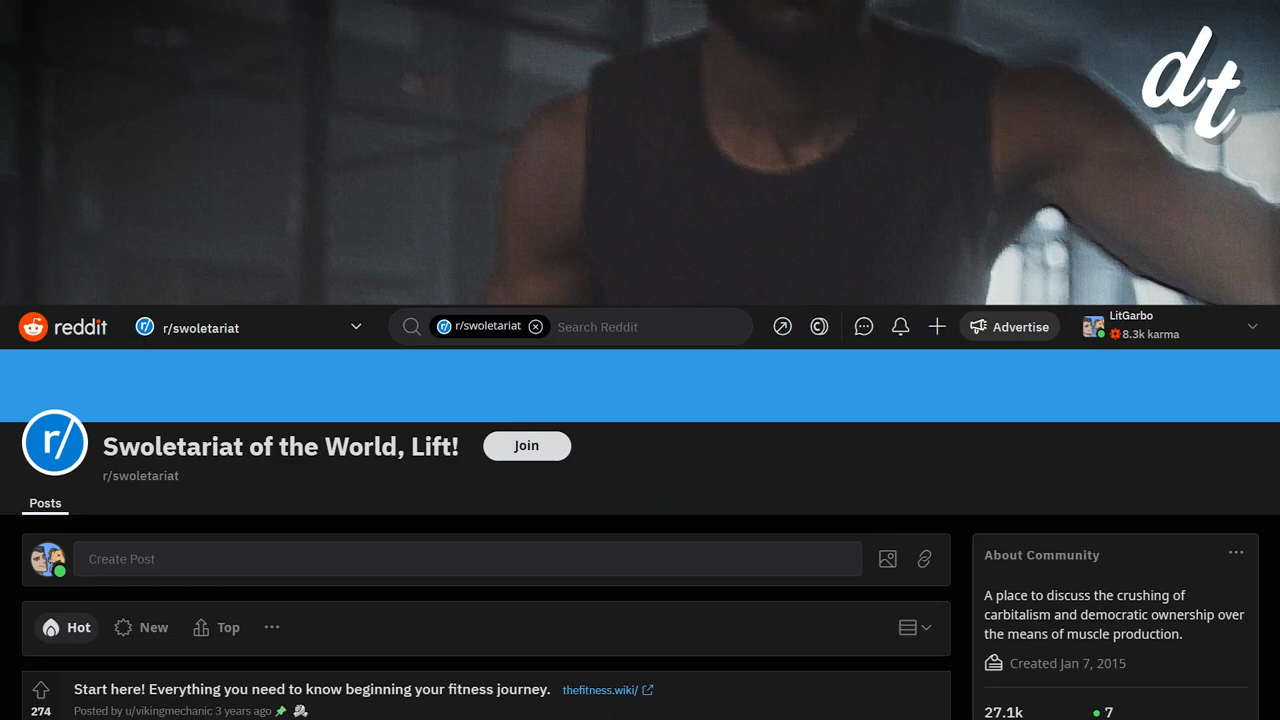 dt
reddit
r/swoletariat
r/swoletariat
Search Reddit
Advertise
LitGarbo
8.3k karma
r/
Swoletariat of the World, Lift!
Join
r/swoletariat
Posts
Create Post
Hot
New
Top
Start here! Everything you need to know beginning your fitness journey. thefitness.wiki/
274
Posted by u/vikingmechanic 3 years ago
About Community
A place to discuss the crushing of
carbitalism and democratic ownership over
the means of muscle production.
Created Jan 7, 2015
27.1k
7